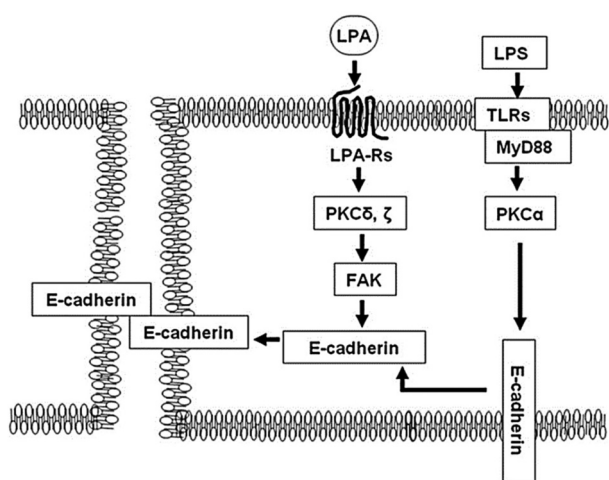 LPA
LPS
TLRs
MyD88
LPA-Rs
PKCδ, ζ
PKCα
FAK
E-cadherin
E-cadherin
E-cadherin
E-cadherin